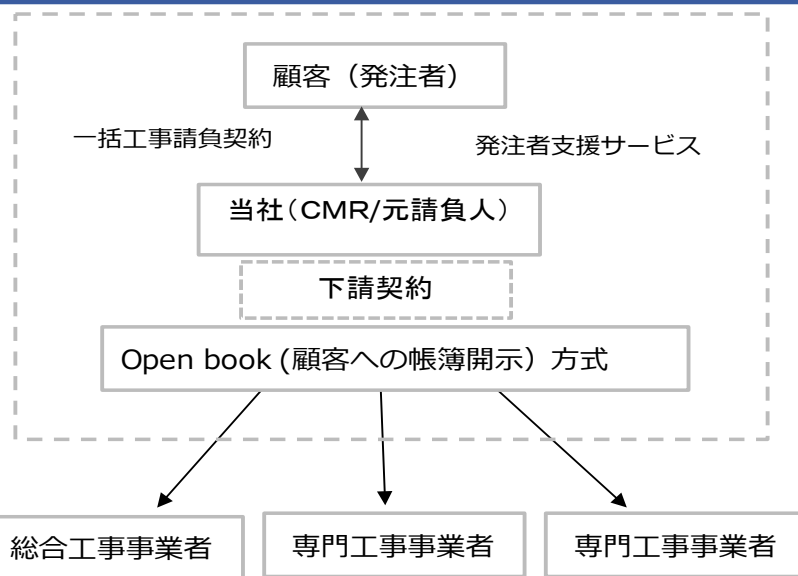 顧客（発注者）
一括工事請負契約
発注者支援サービス
当社（CMR/元請負人）
下請契約
Open book (顧客への帳簿開示）方式
総合工事事業者
専門工事事業者
専門工事事業者